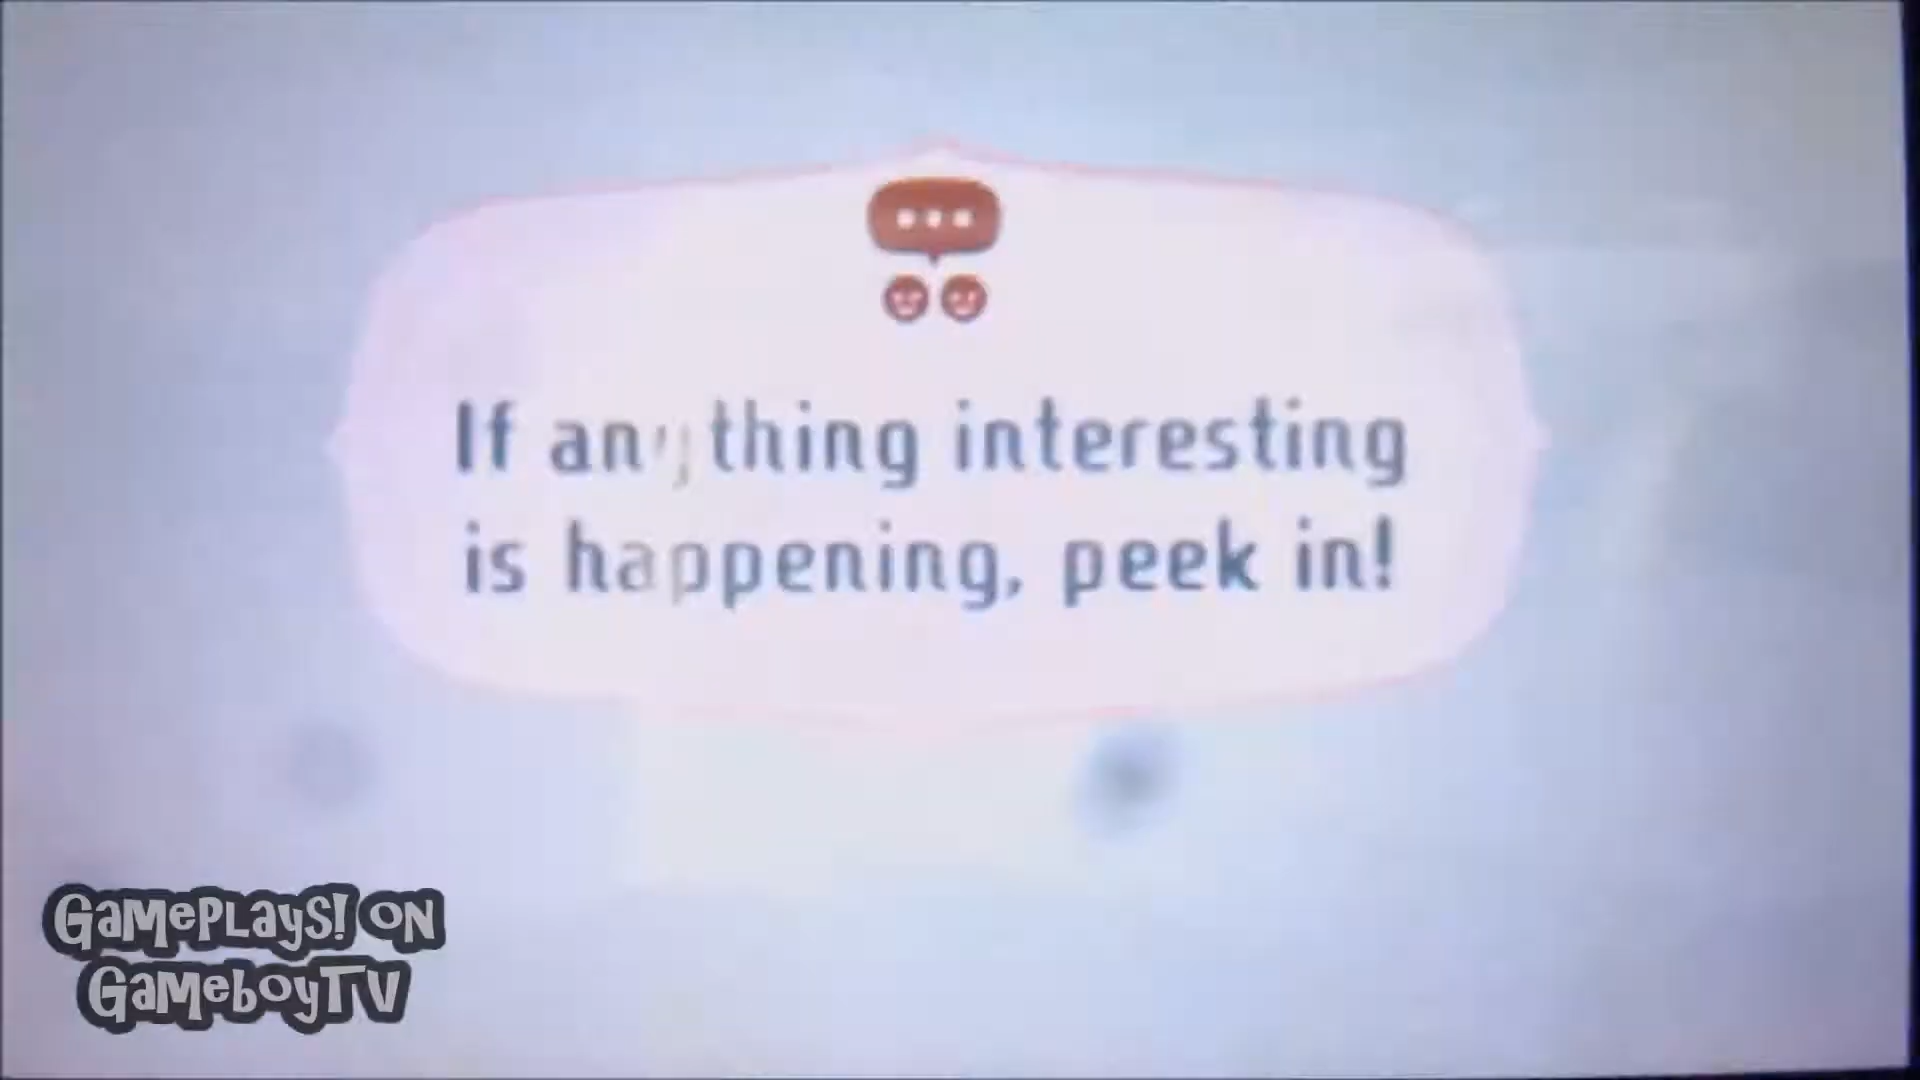 If anything interesting
is happening, peek in!
GAMEPLAYS! ON
GAMEBOYTV